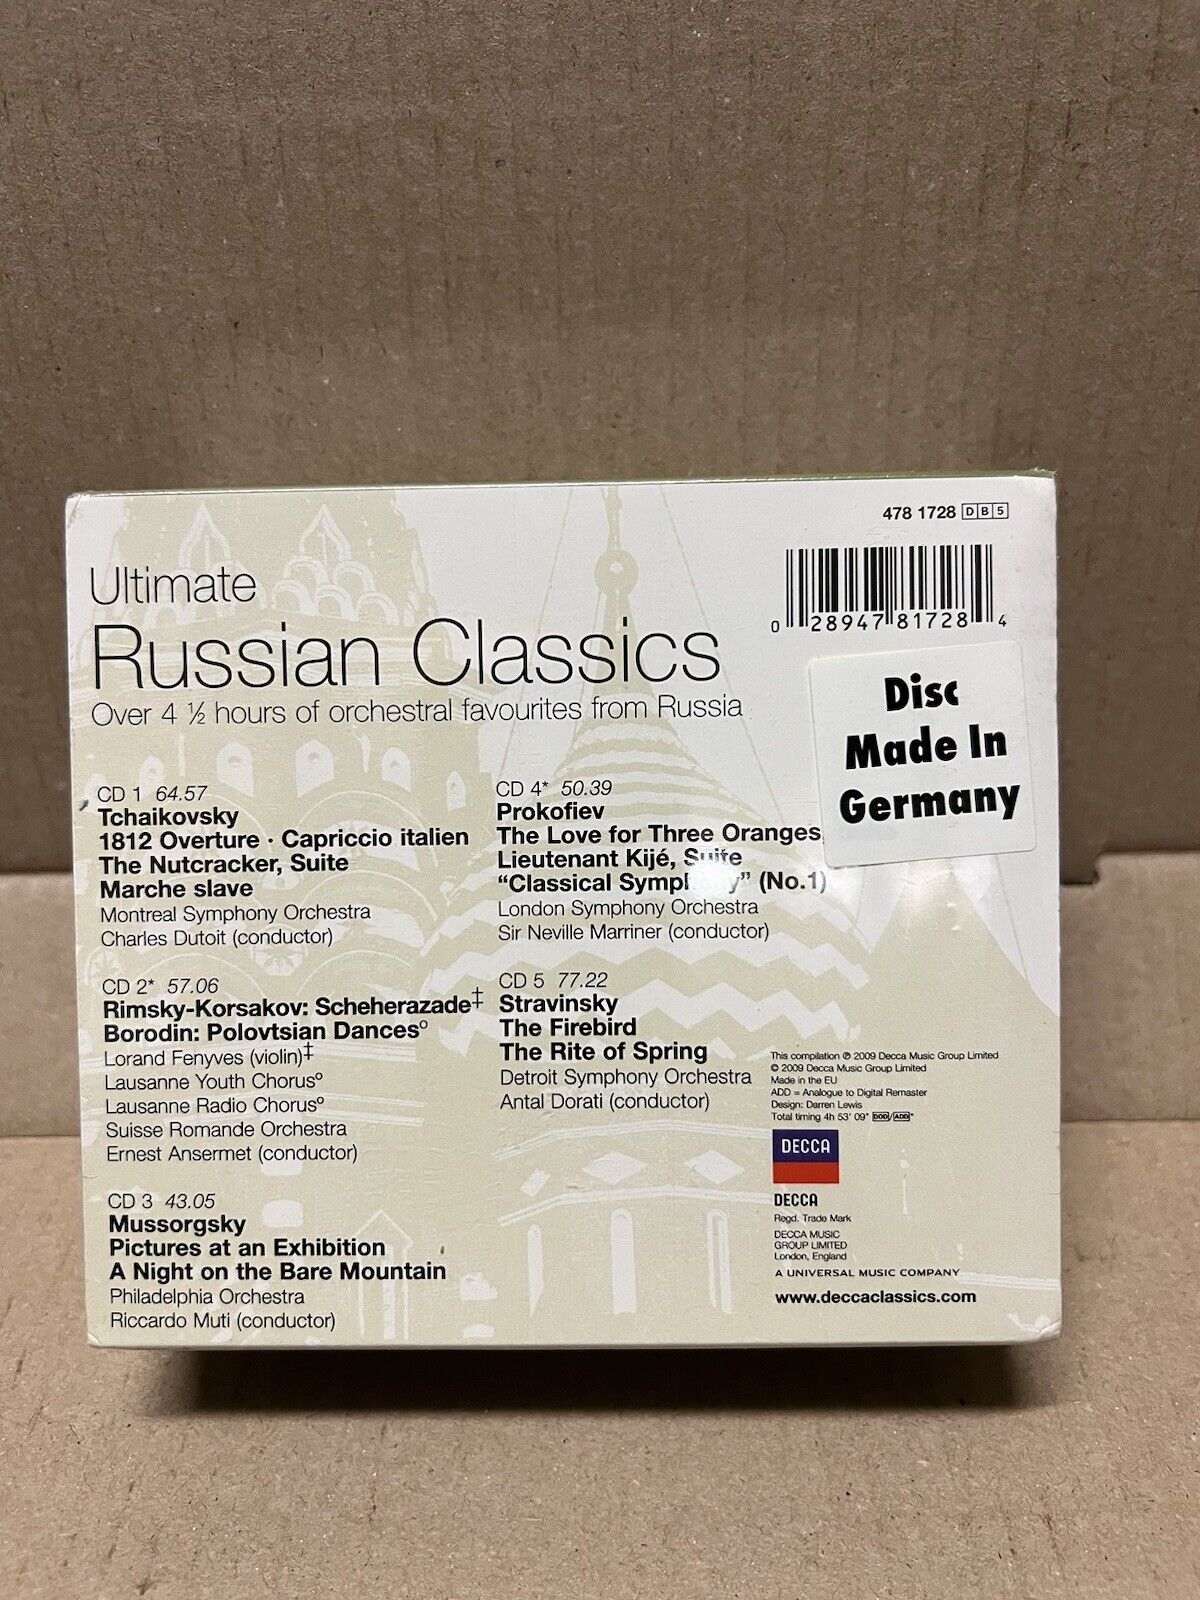 478 1728 DB5
0 28947 81728 4
Ultimate
Russian Classics
Over 4 ½ hours of orchestral favourites from Russia
Disc
Made In
Germany
CD 1 64.57
Tchaikovsky
1812 Overture · Capriccio italien
The Nutcracker, Suite
Marche slave
Montreal Symphony Orchestra
Charles Dutoit (conductor)
CD 2* 57.06
Rimsky-Korsakov: Scheherazade‡
Borodin: Polovtsian Dances°
Lorand Fenyves (violin)‡
Lausanne Youth Chorus°
Lausanne Radio Chorus°
Suisse Romande Orchestra
Ernest Ansermet (conductor)
CD 3 43.05
Mussorgsky
Pictures at an Exhibition
A Night on the Bare Mountain
Philadelphia Orchestra
Riccardo Muti (conductor)
CD 4* 50.39
Prokofiev
The Love for Three Oranges,
Lieutenant Kijé, Suite
"Classical Symphony" (No.1)
London Symphony Orchestra
Sir Neville Marriner (conductor)
CD 5 77.22
Stravinsky
The Firebird
The Rite of Spring
Detroit Symphony Orchestra
Antal Dorati (conductor)
This compilation ℗ 2009 Decca Music Group Limited
© 2009 Decca Music Group Limited
Made in the EU
ADD = Analogue to Digital Remaster
Design: Darren Lewis
Total timing 4h 53' 09" DDD/ADD*
DECCA
DECCA
Regd. Trade Mark
DECCA MUSIC
GROUP LIMITED
London, England
A UNIVERSAL MUSIC COMPANY
www.deccaclassics.com